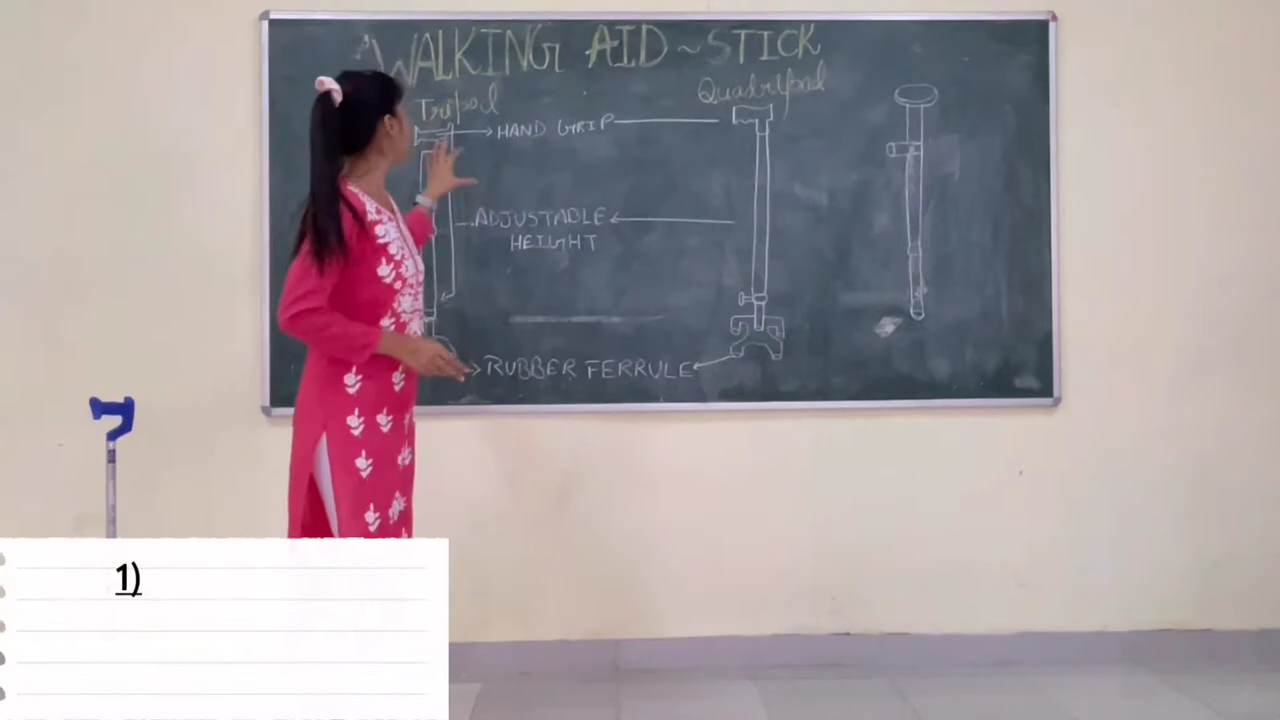 WALKING AID ~ STICK
Tripod
Quadripod
HAND GRIP
ADJUSTABLE
HEIGHT
RUBBER FERRULE
1)